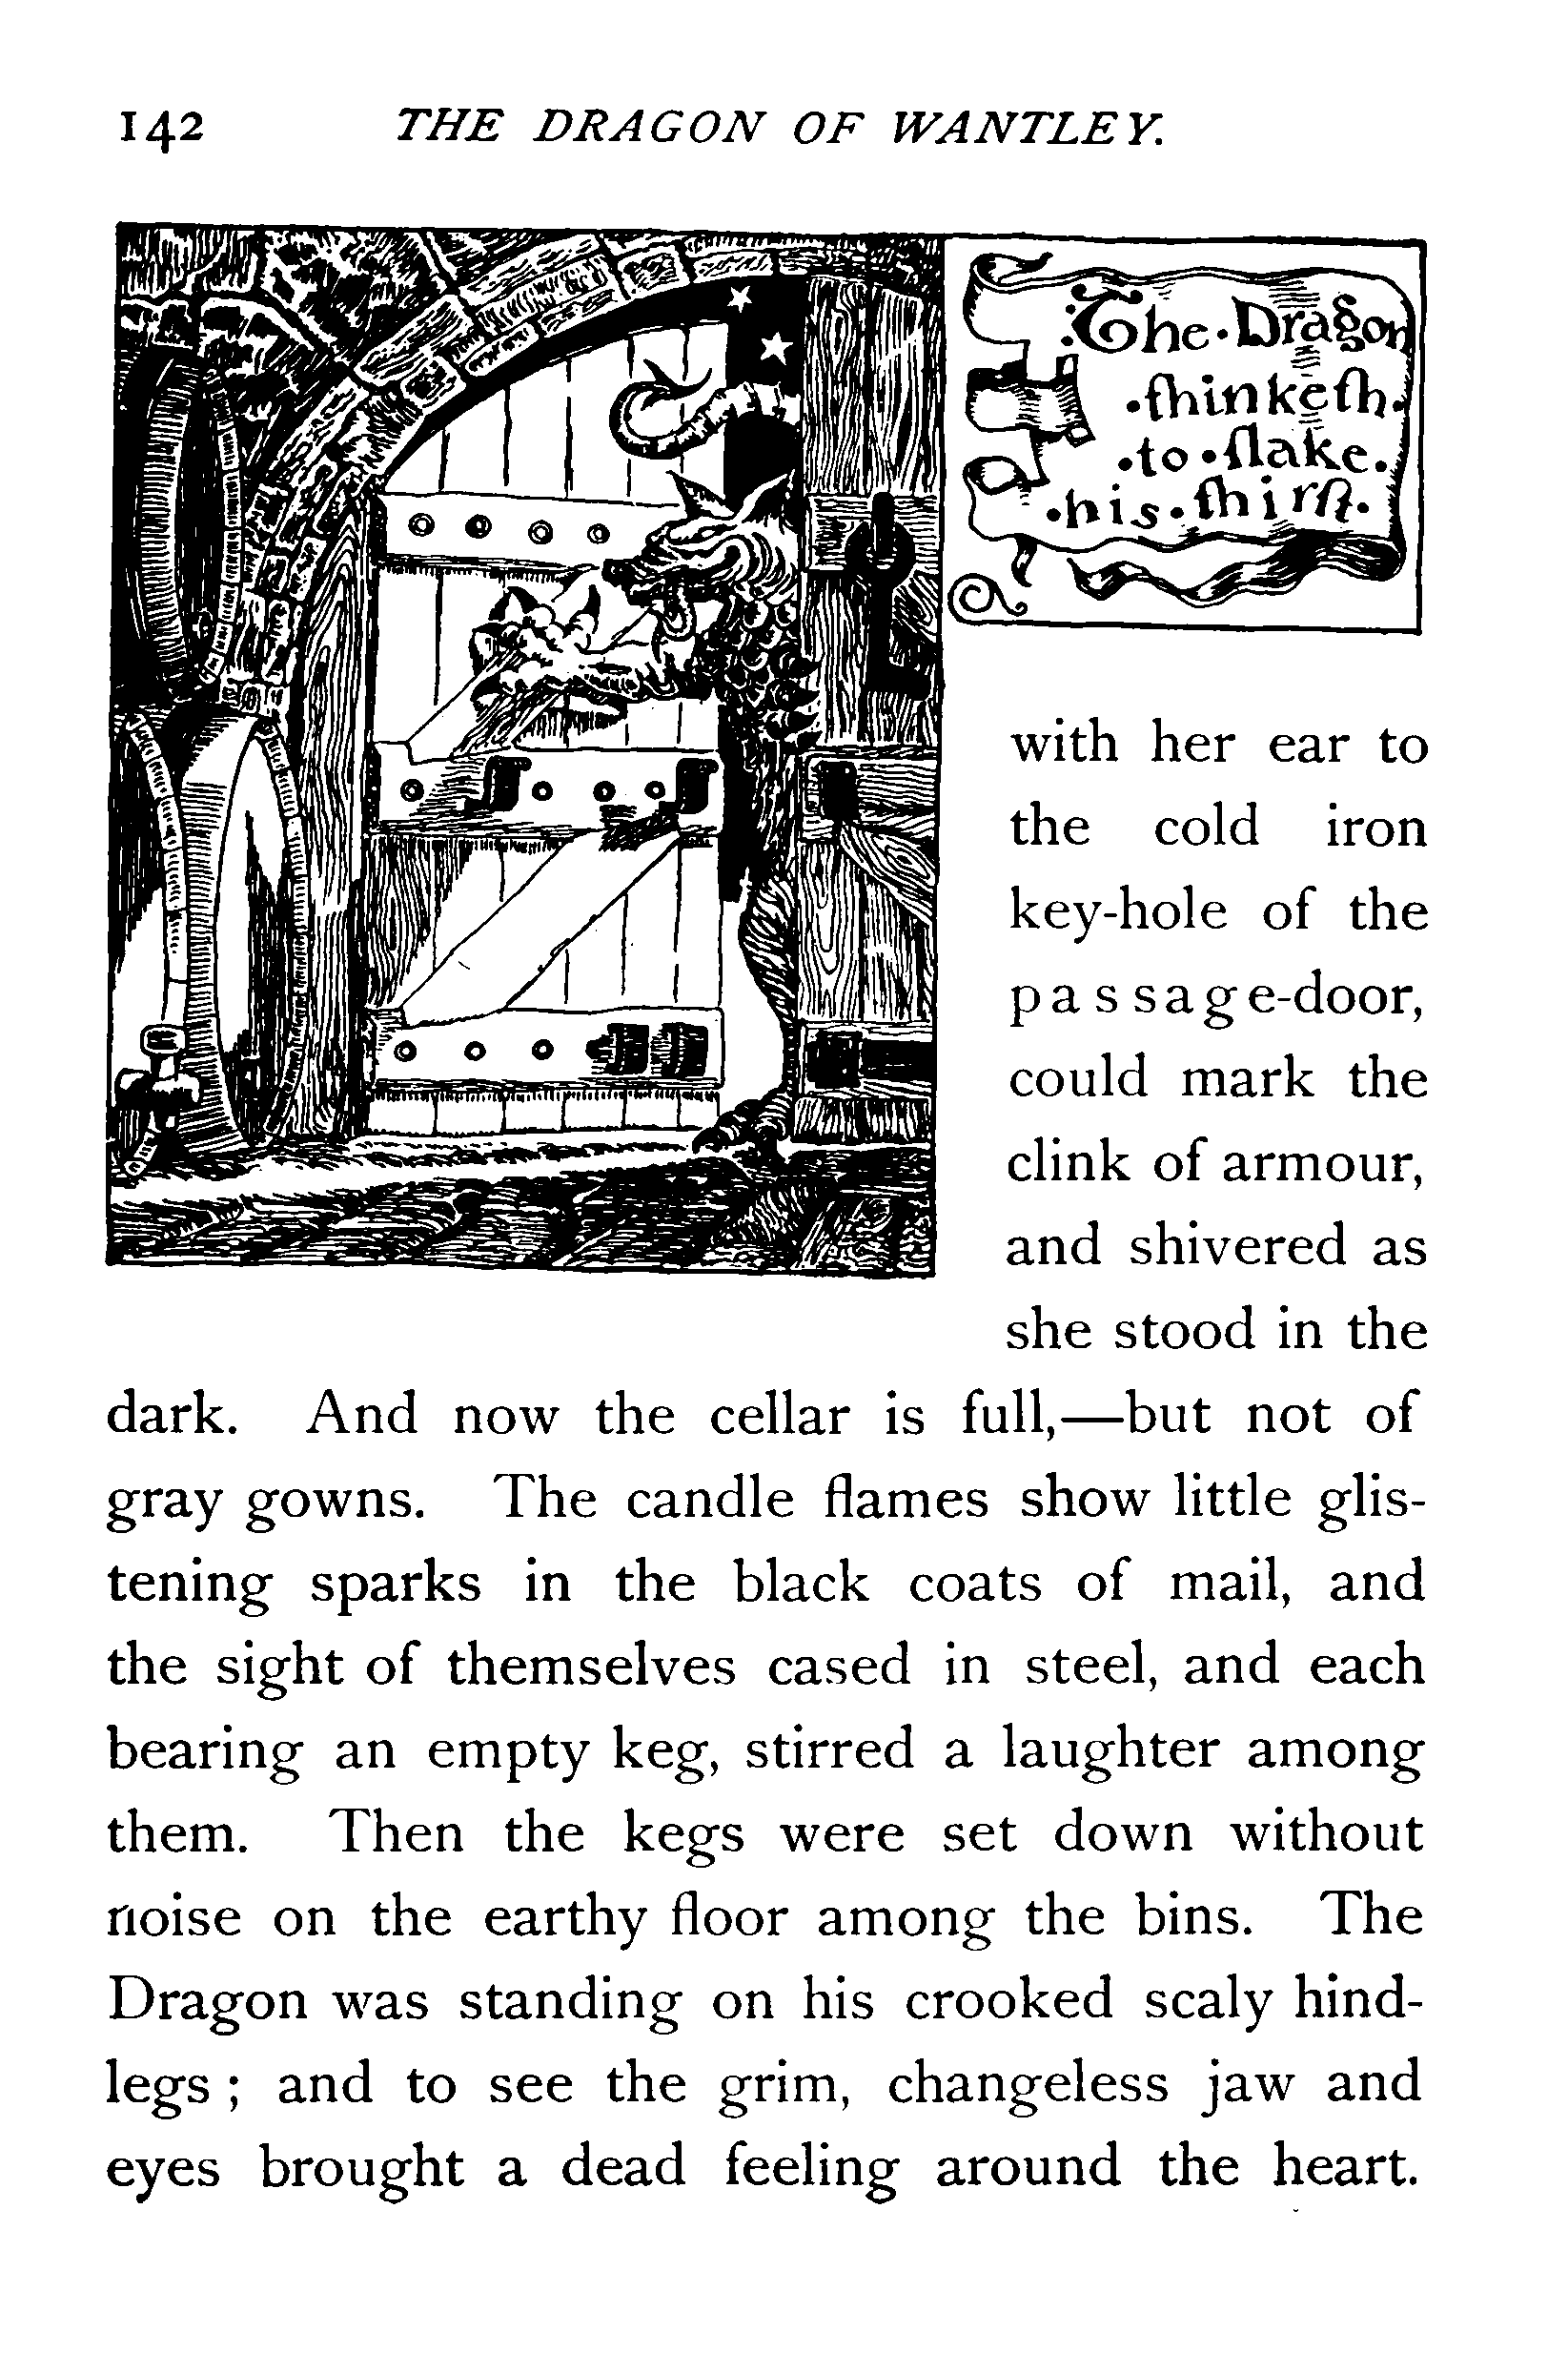 142 THE DRAGON OF WANTLEY.
The·Dragon
·thinketh·
·to·slake·
·his·thirst·
with her ear to
the cold iron
key-hole of the
passage-door,
could mark the
clink of armour,
and shivered as
she stood in the
dark. And now the cellar is full,—but not of
gray gowns. The candle flames show little glis-
tening sparks in the black coats of mail, and
the sight of themselves cased in steel, and each
bearing an empty keg, stirred a laughter among
them. Then the kegs were set down without
noise on the earthy floor among the bins. The
Dragon was standing on his crooked scaly hind-
legs ; and to see the grim, changeless jaw and
eyes brought a dead feeling around the heart.